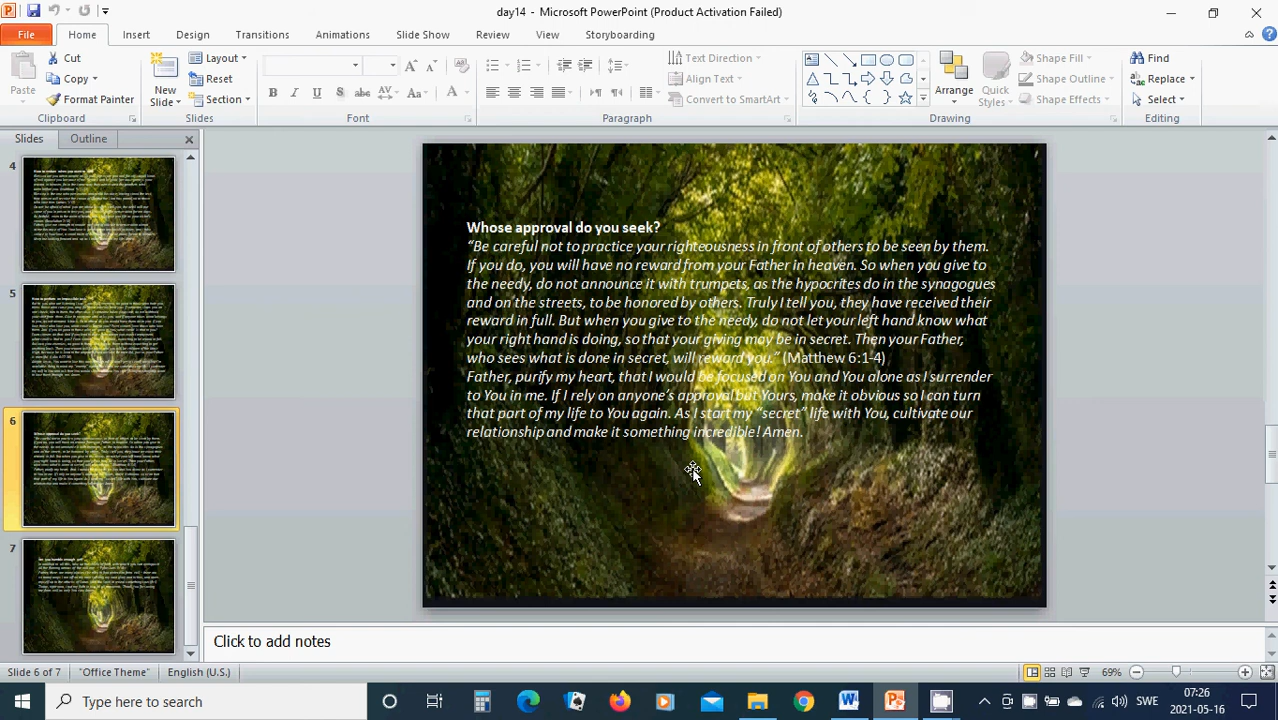 day14 - Microsoft PowerPoint (Product Activation Failed)
File Home Insert Design Transitions Animations Slide Show Review View Storyboarding
Cut Layout Text Direction Shape Fill Find
Copy Reset Align Text Shape Outline Replace
Paste Format Painter New Slide Section Convert to SmartArt Arrange Quick Styles Shape Effects Select
Clipboard Slides Font Paragraph Drawing Editing
Slides Outline
4
5
6
7
Whose approval do you seek?
“Be careful not to practice your righteousness in front of others to be seen by them.
If you do, you will have no reward from your Father in heaven. So when you give to
the needy, do not announce it with trumpets, as the hypocrites do in the synagogues
and on the streets, to be honored by others. Truly I tell you, they have received their
reward in full. But when you give to the needy, do not let your left hand know what
your right hand is doing, so that your giving may be in secret. Then your Father,
who sees what is done in secret, will reward you.” (Matthew 6:1-4)
Father, purify my heart, that I would be focused on You and You alone as I surrender
to You in me. If I rely on anyone’s approval but Yours, make it obvious so I can turn
that part of my life to You again. As I start my “secret” life with You, cultivate our
relationship and make it something incredible! Amen.
Click to add notes
Slide 6 of 7 "Office Theme" English (U.S.) 69%
Type here to search
SWE
07:26
2021-05-16